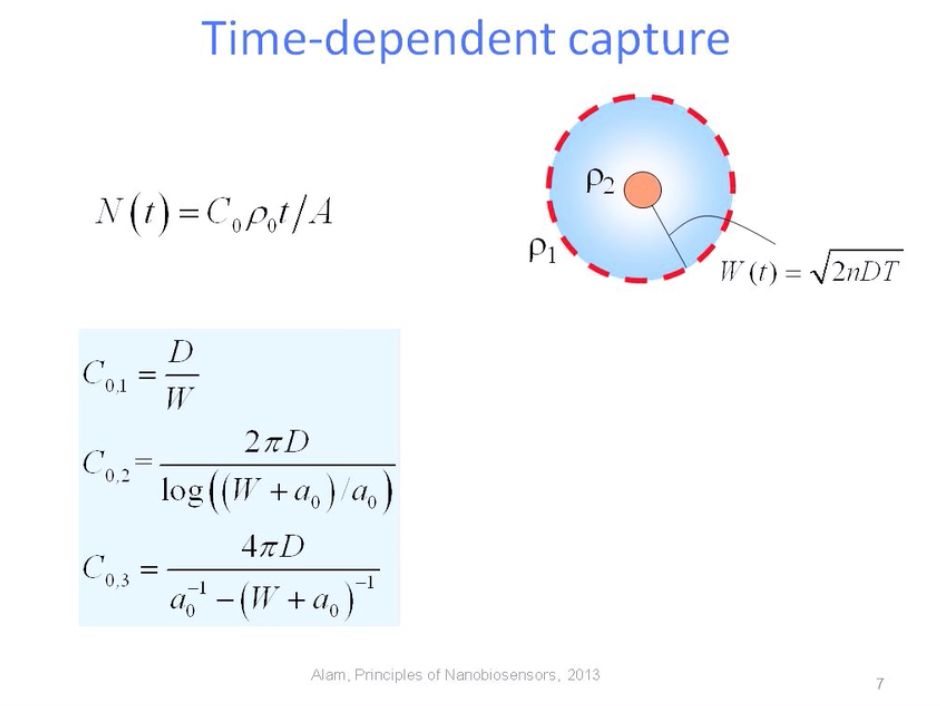 Time-dependent capture
N(t) = C₀ρ₀t/A
ρ₂
ρ₁
W(t) = √2nDT
C₀,₁ = D/W
C₀,₂ = 2πD/log((W + a₀)/a₀)
C₀,₃ = 4πD/a₀⁻¹ − (W + a₀)⁻¹
Alam, Principles of Nanobiosensors, 2013
7